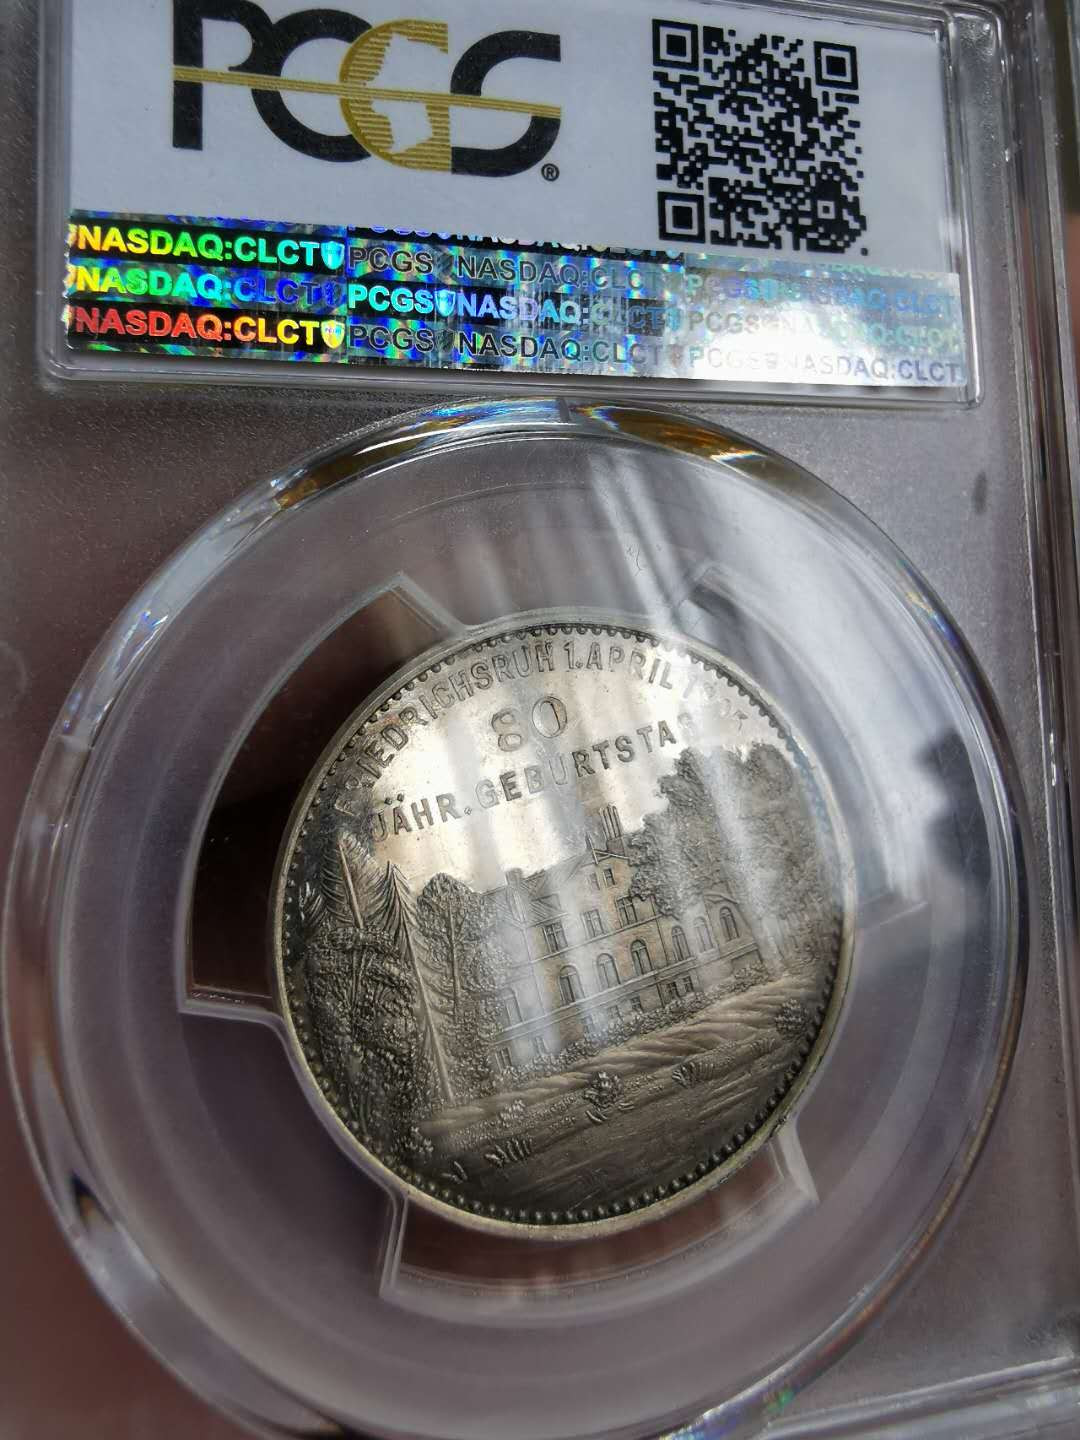 PCGS®
NASDAQ:CLCT PCGS NASDAQ:CLCT PCGS
NASDAQ:CLCT PCGS NASDAQ:CLCT PCGS
NASDAQ:CLCT PCGS NASDAQ:CLCT PCGS NASDAQ:CLCT
FRIEDRICHSRUH 1.APRIL
80
JÄHR. GEBURTSTAG